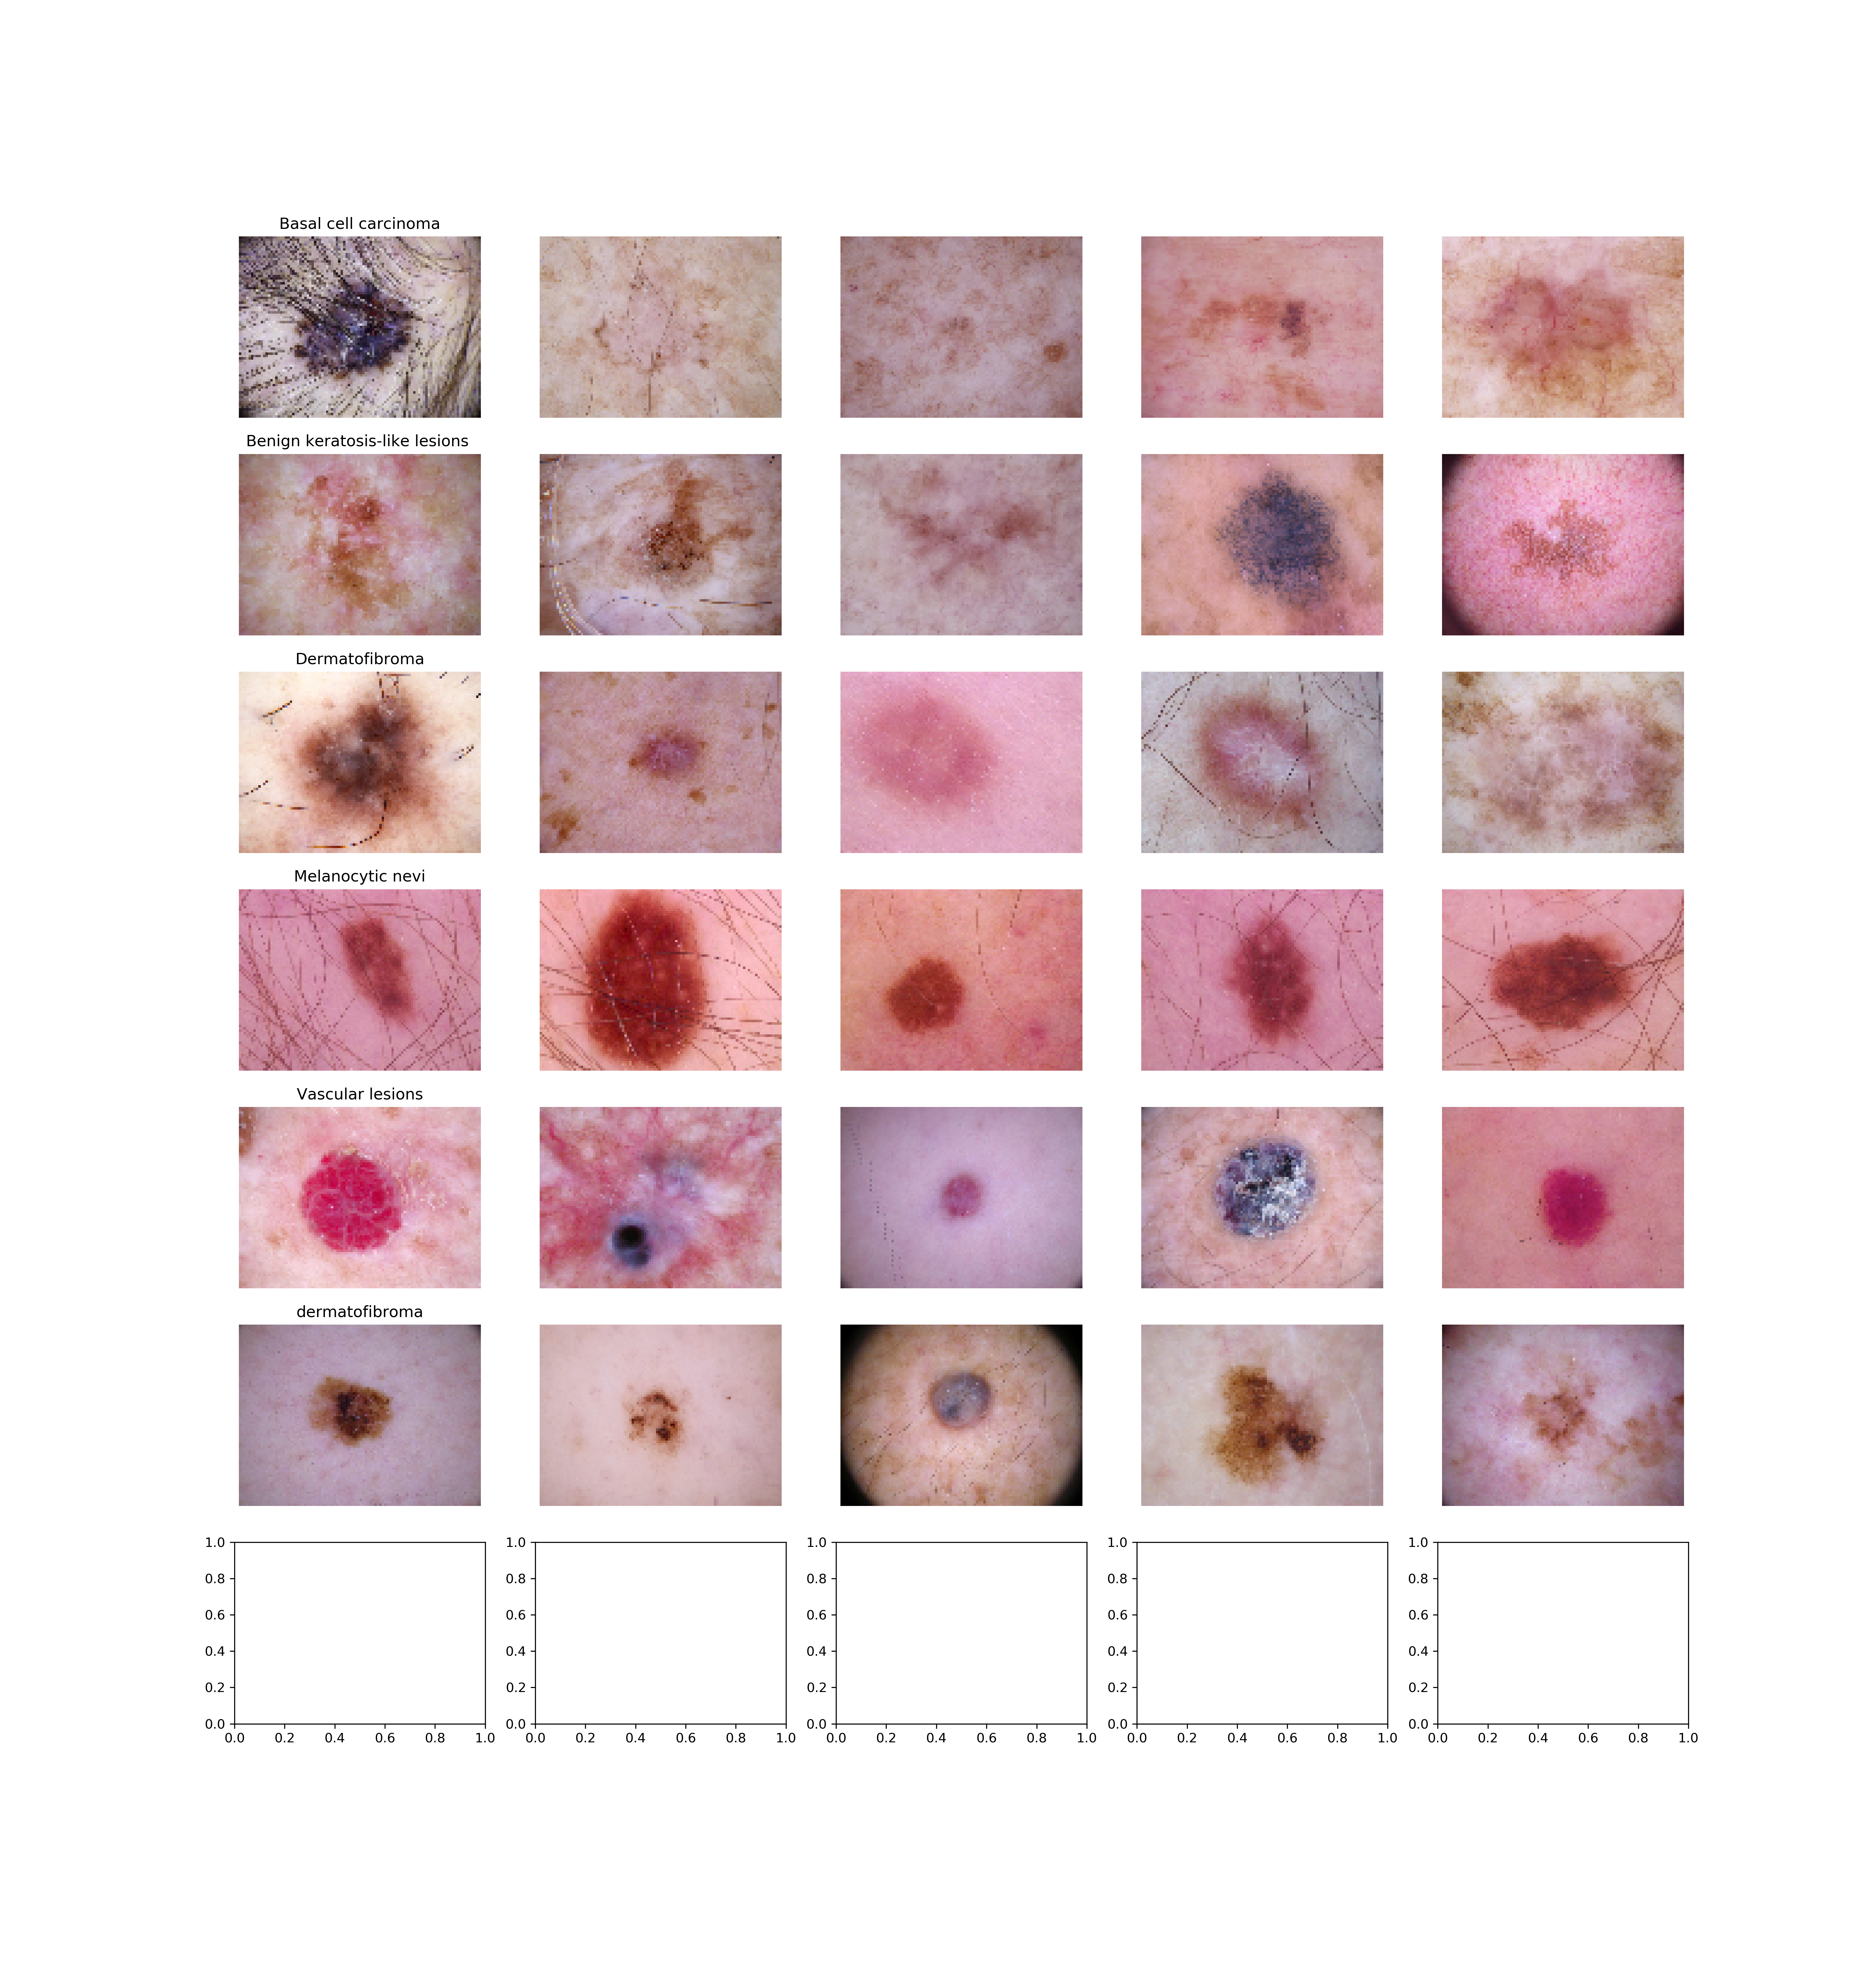 Basal cell carcinoma
Benign keratosis-like lesions
Dermatofibroma
Melanocytic nevi
Vascular lesions
dermatofibroma
1.0 1.0 1.0 1.0 1.0
0.8 0.8 0.8 0.8 0.8
0.6 0.6 0.6 0.6 0.6
0.4 0.4 0.4 0.4 0.4
0.2 0.2 0.2 0.2 0.2
0.0 0.0 0.0 0.0 0.0
0.0 0.2 0.4 0.6 0.8 1.0 0.0 0.2 0.4 0.6 0.8 1.0 0.0 0.2 0.4 0.6 0.8 1.0 0.0 0.2 0.4 0.6 0.8 1.0 0.0 0.2 0.4 0.6 0.8 1.0